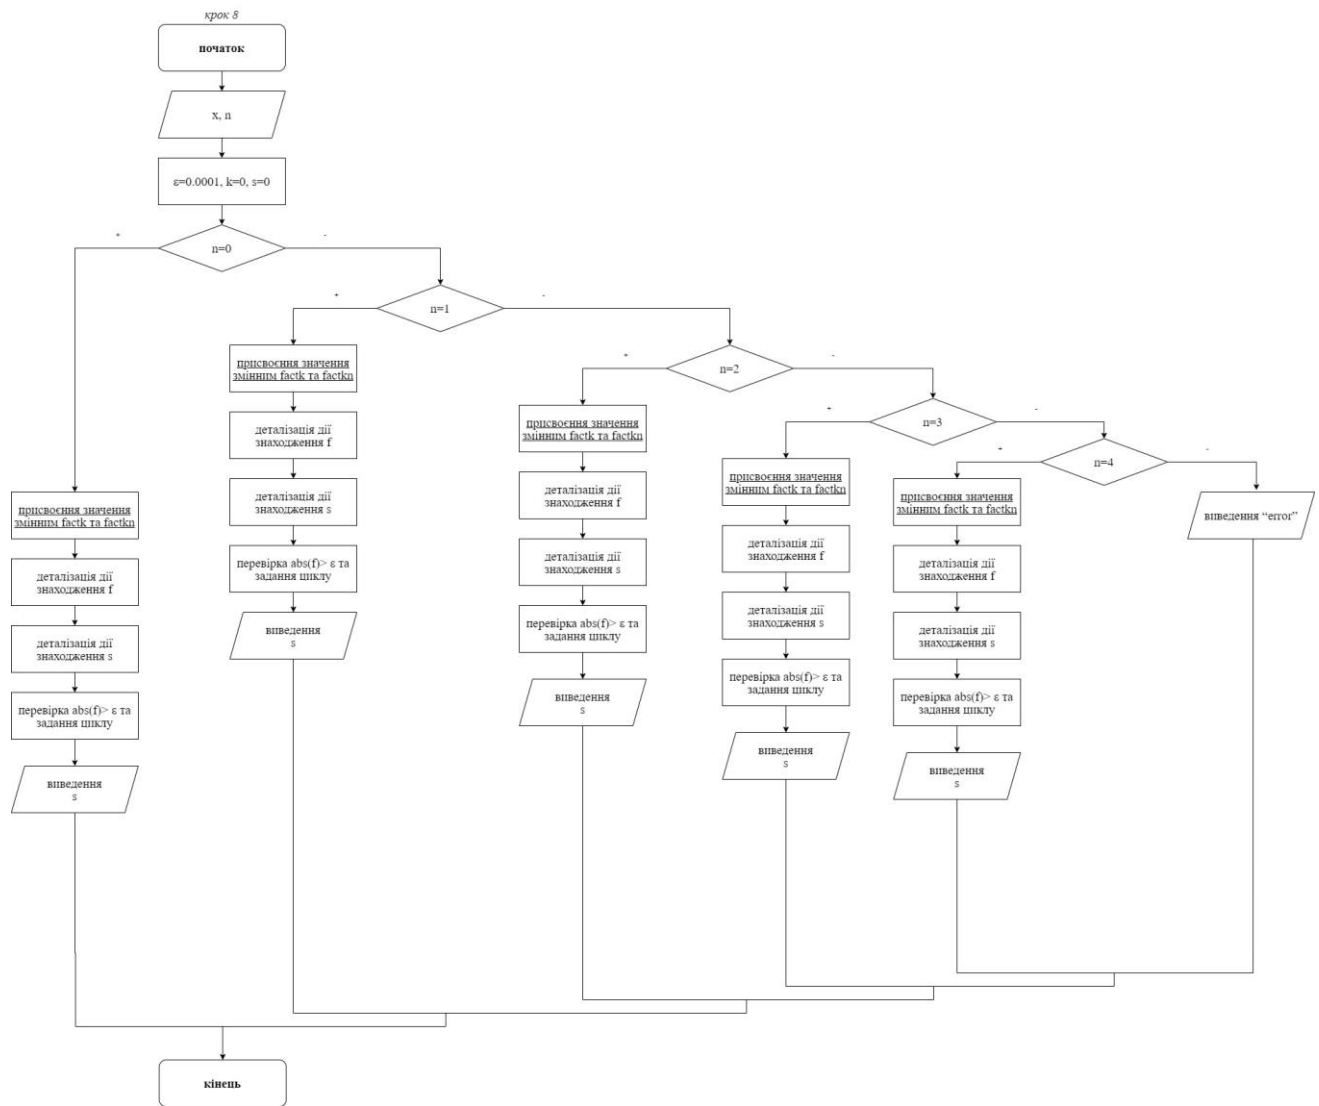 крок 8
початок
x, n
ε=0.0001, k=0, s=0
+
n=0
-
+
n=1
-
+
n=2
-
+
n=3
-
+
n=4
-
присвоєння значення
змінним factk та factkn
деталізація дії
знаходження f
деталізація дії
знаходження s
перевірка abs(f)> ε та
задання циклу
виведення
s
присвоєння значення
змінним factk та factkn
деталізація дії
знаходження f
деталізація дії
знаходження s
перевірка abs(f)> ε та
задання циклу
виведення
s
присвоєння значення
змінним factk та factkn
деталізація дії
знаходження f
деталізація дії
знаходження s
перевірка abs(f)> ε та
задання циклу
виведення
s
присвоєння значення
змінним factk та factkn
деталізація дії
знаходження f
деталізація дії
знаходження s
перевірка abs(f)> ε та
задання циклу
виведення
s
присвоєння значення
змінним factk та factkn
деталізація дії
знаходження f
деталізація дії
знаходження s
перевірка abs(f)> ε та
задання циклу
виведення
s
виведення “error”
кінець